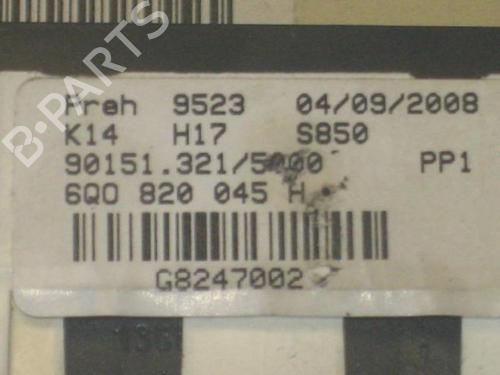 B-PARTS
Preh 9523 04/09/2008
K14 H17 S850
90151.321/5000 PP1
6Q0 820 045 H
G8247002